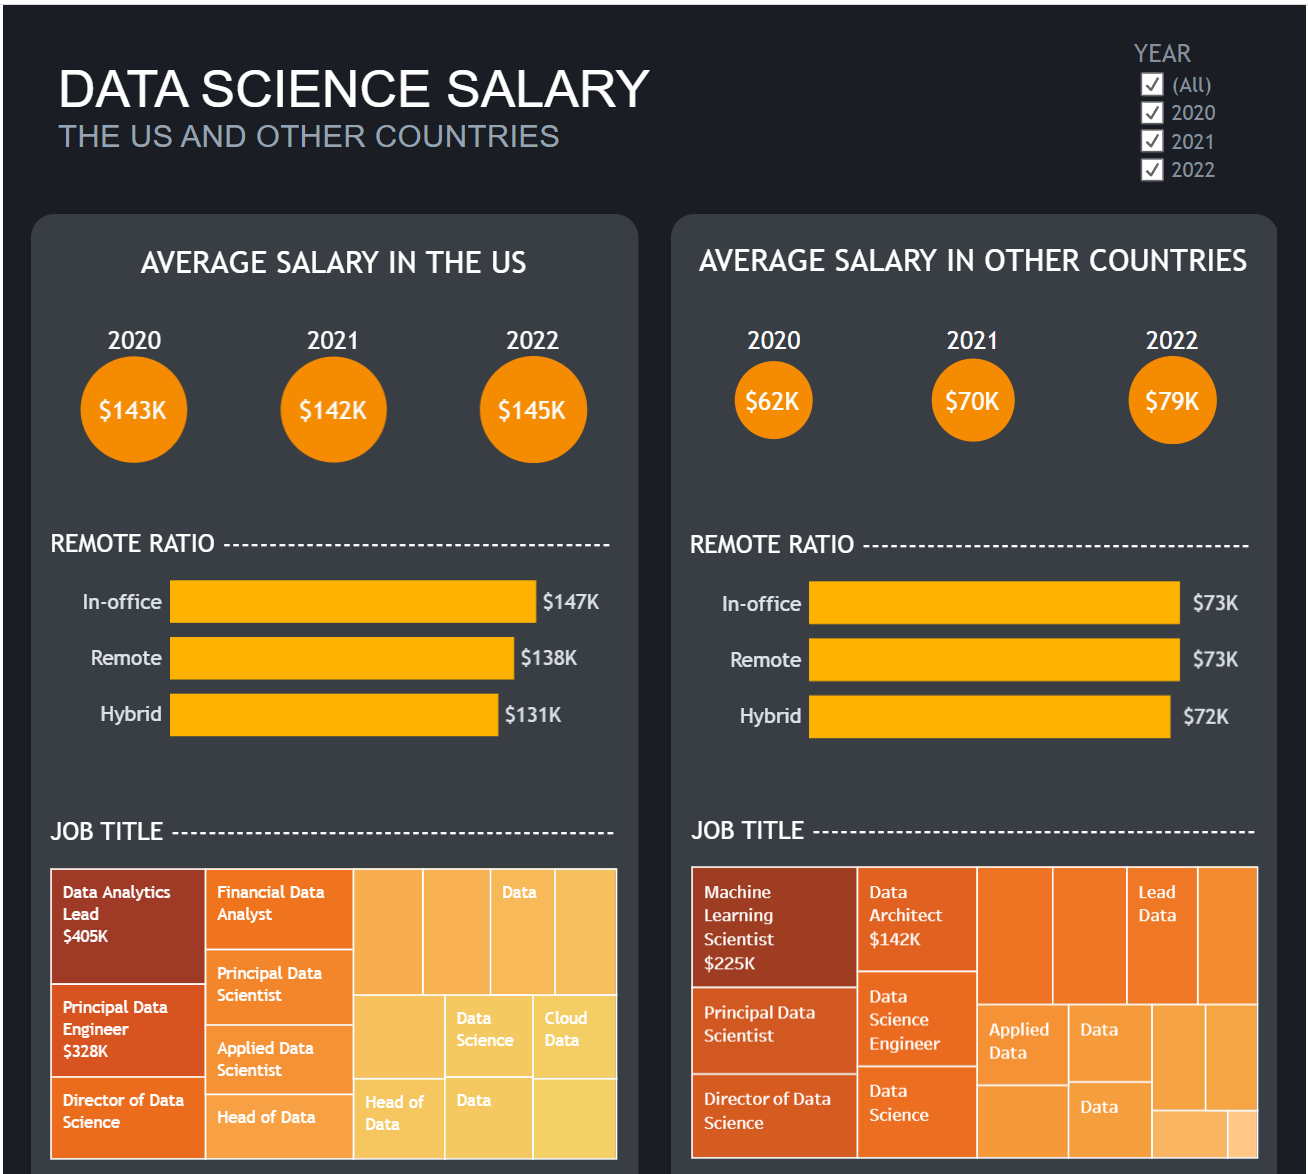 DATA SCIENCE SALARY
THE US AND OTHER COUNTRIES
YEAR
(All)
2020
2021
2022
AVERAGE SALARY IN THE US
2020
2021
2022
$143K
$142K
$145K
REMOTE RATIO
In-office
$147K
Remote
$138K
Hybrid
$131K
JOB TITLE
Data Analytics
Lead
$405K
Principal Data
Engineer
$328K
Director of Data
Science
Financial Data
Analyst
Principal Data
Scientist
Applied Data
Scientist
Head of Data
Data
Data
Science
Cloud
Data
Head of
Data
Data
AVERAGE SALARY IN OTHER COUNTRIES
2020
2021
2022
$62K
$70K
$79K
REMOTE RATIO
In-office
$73K
Remote
$73K
Hybrid
$72K
JOB TITLE
Machine
Learning
Scientist
$225K
Principal Data
Scientist
Director of Data
Science
Data
Architect
$142K
Data
Science
Engineer
Data
Science
Lead
Data
Applied
Data
Data
Data